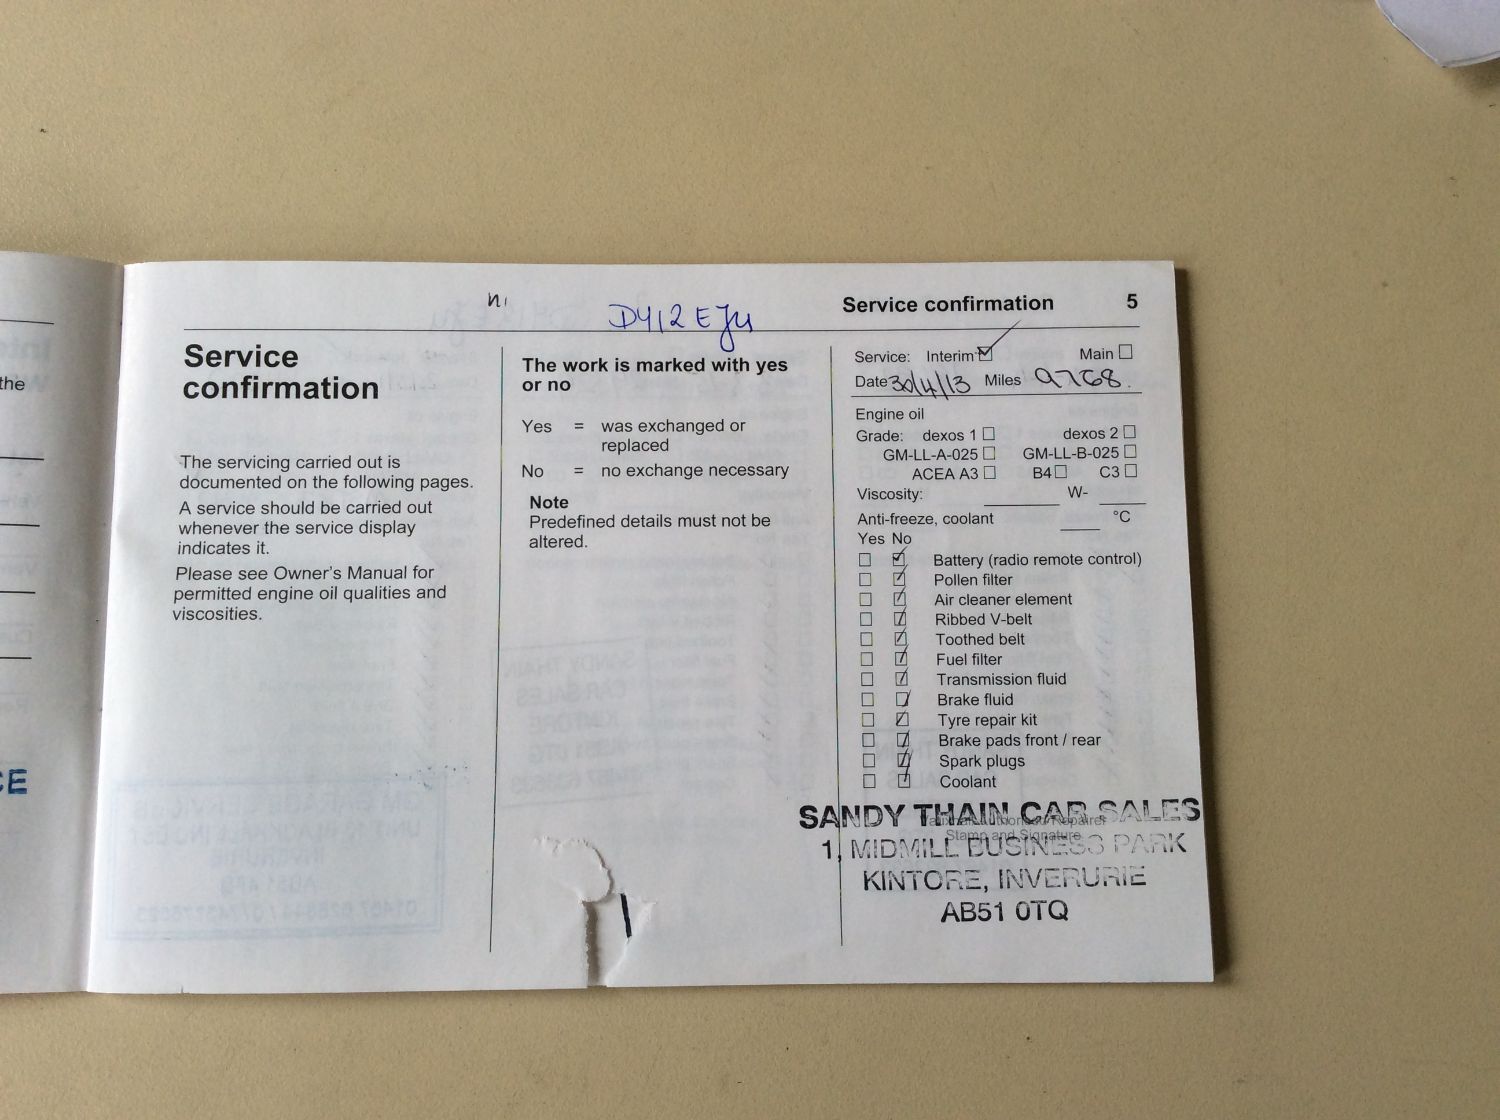 the
CE
DY12 EJU
Service confirmation 5
Service
confirmation
The servicing carried out is
documented on the following pages.
A service should be carried out
whenever the service display
indicates it.
Please see Owner's Manual for
permitted engine oil qualities and
viscosities.
The work is marked with yes
or no
Yes = was exchanged or
replaced
No = no exchange necessary
Note
Predefined details must not be
altered.
Service: Interim Main
Date 30/4/13 Miles 9768.
Engine oil
Grade: dexos 1 dexos 2
GM-LL-A-025 GM-LL-B-025
ACEA A3 B4 C3
Viscosity: W-
Anti-freeze, coolant °C
Yes No
Battery (radio remote control)
Pollen filter
Air cleaner element
Ribbed V-belt
Toothed belt
Fuel filter
Transmission fluid
Brake fluid
Tyre repair kit
Brake pads front / rear
Spark plugs
Coolant
SANDY THAIN CAR SALES
Stamp and Signature
1, MIDMILL BUSINESS PARK
KINTORE, INVERURIE
AB51 0TQ